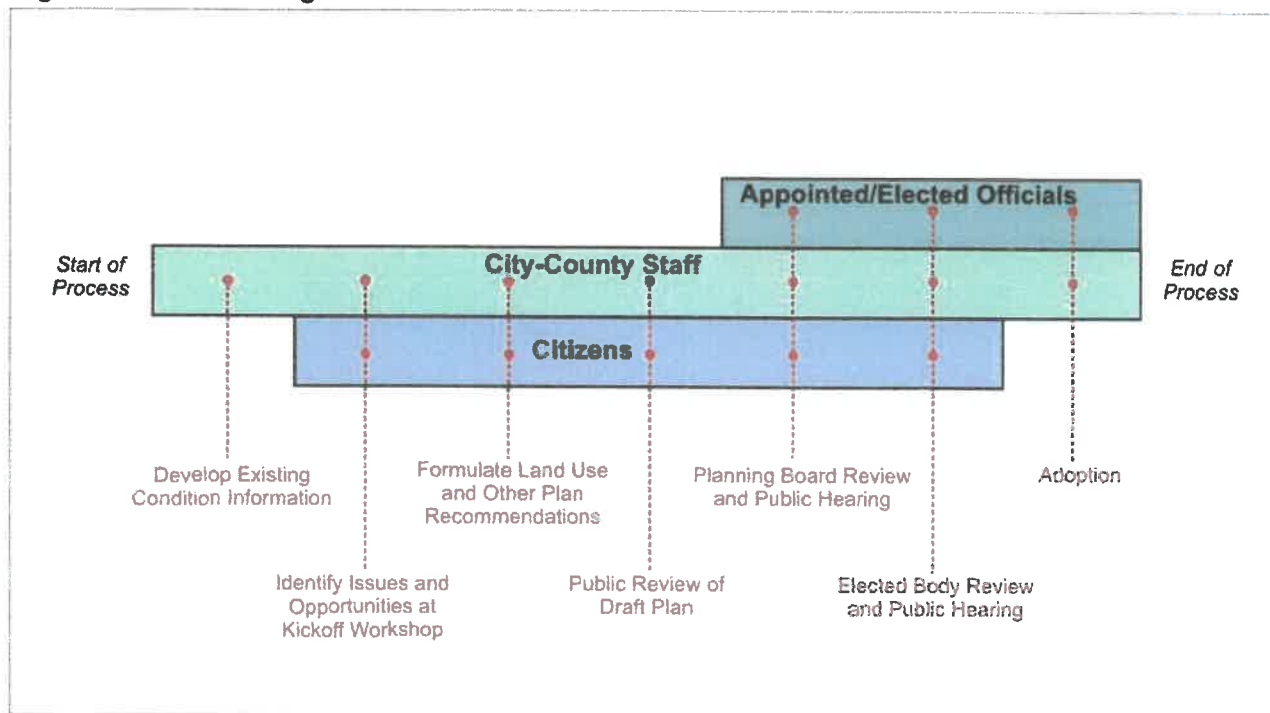 Appointed/Elected Officials
Start of
Process
City-County Staff
End of
Process
Citizens
Develop Existing
Condition Information
Formulate Land Use
and Other Plan
Recommendations
Planning Board Review
and Public Hearing
Adoption
Identify Issues and
Opportunities at
Kickoff Workshop
Public Review of
Draft Plan
Elected Body Review
and Public Hearing